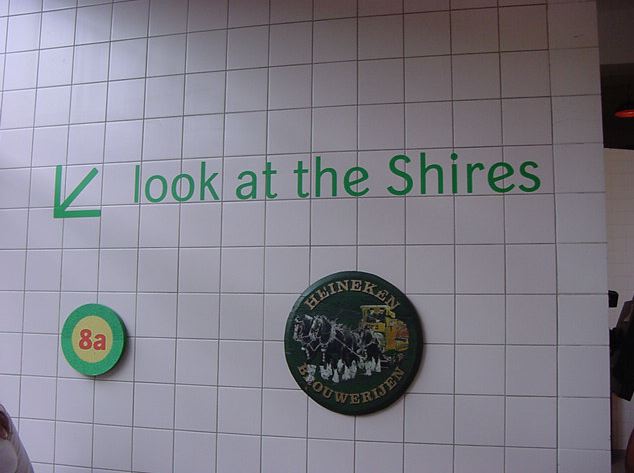 look at the Shires
8a
HEINEKEN
BROUWERIJEN